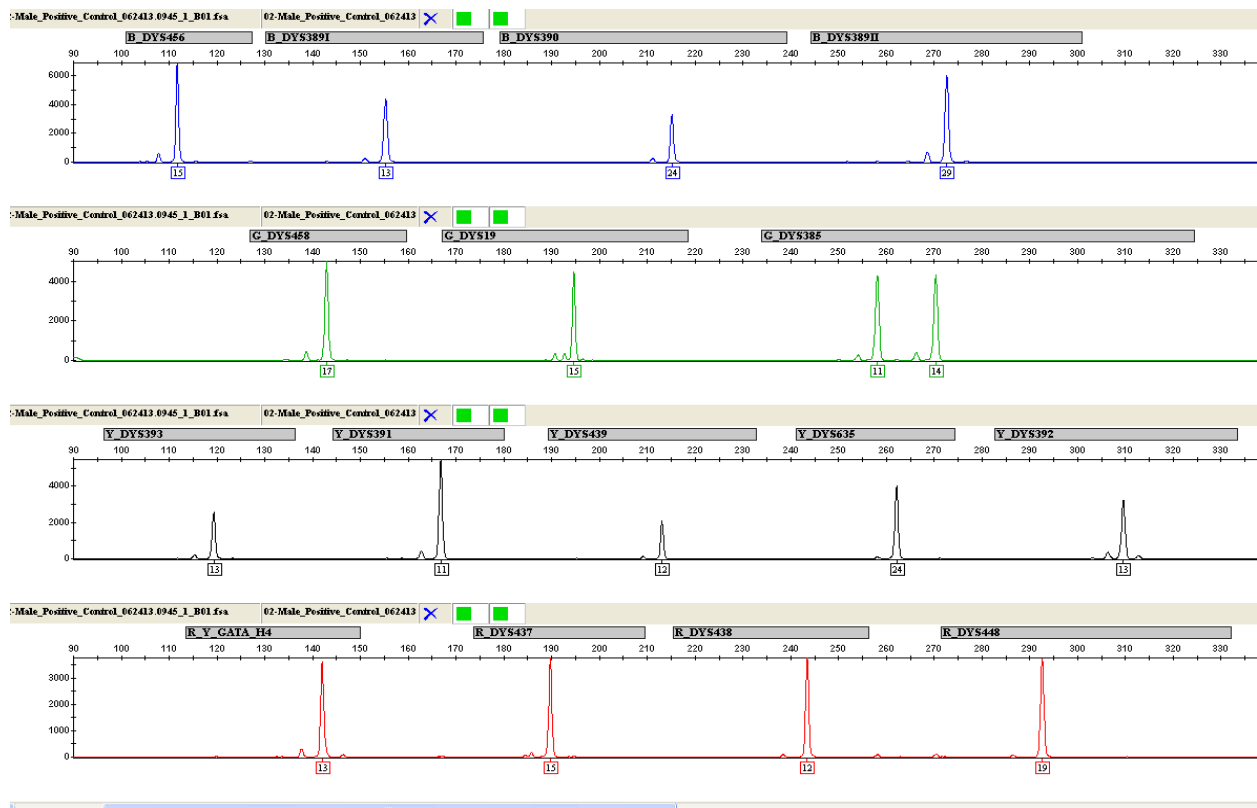 :-Male_Positive_Control_062413.0945_1_B01.fsa 02-Male_Positive_Control_062413
B_DYS456 B_DYS389I B_DYS390 B_DYS389II
90 100 110 120 130 140 150 160 170 180 190 200 210 220 230 240 250 260 270 280 290 300 310 320 330
6000
4000
2000
0
15 13 24 29
:-Male_Positive_Control_062413.0945_1_B01.fsa 02-Male_Positive_Control_062413
G_DYS458 G_DYS19 G_DYS385
90 100 110 120 130 140 150 160 170 180 190 200 210 220 230 240 250 260 270 280 290 300 310 320 330
4000
2000
0
17 15 11 14
:-Male_Positive_Control_062413.0945_1_B01.fsa 02-Male_Positive_Control_062413
Y_DYS393 Y_DYS391 Y_DYS439 Y_DYS635 Y_DYS392
90 100 110 120 130 140 150 160 170 180 190 200 210 220 230 240 250 260 270 280 290 300 310 320 330
4000
2000
0
13 11 12 24 13
:-Male_Positive_Control_062413.0945_1_B01.fsa 02-Male_Positive_Control_062413
R_Y_GATA_H4 R_DYS437 R_DYS438 R_DYS448
90 100 110 120 130 140 150 160 170 180 190 200 210 220 230 240 250 260 270 280 290 300 310 320 330
3000
2000
1000
0
13 15 12 19